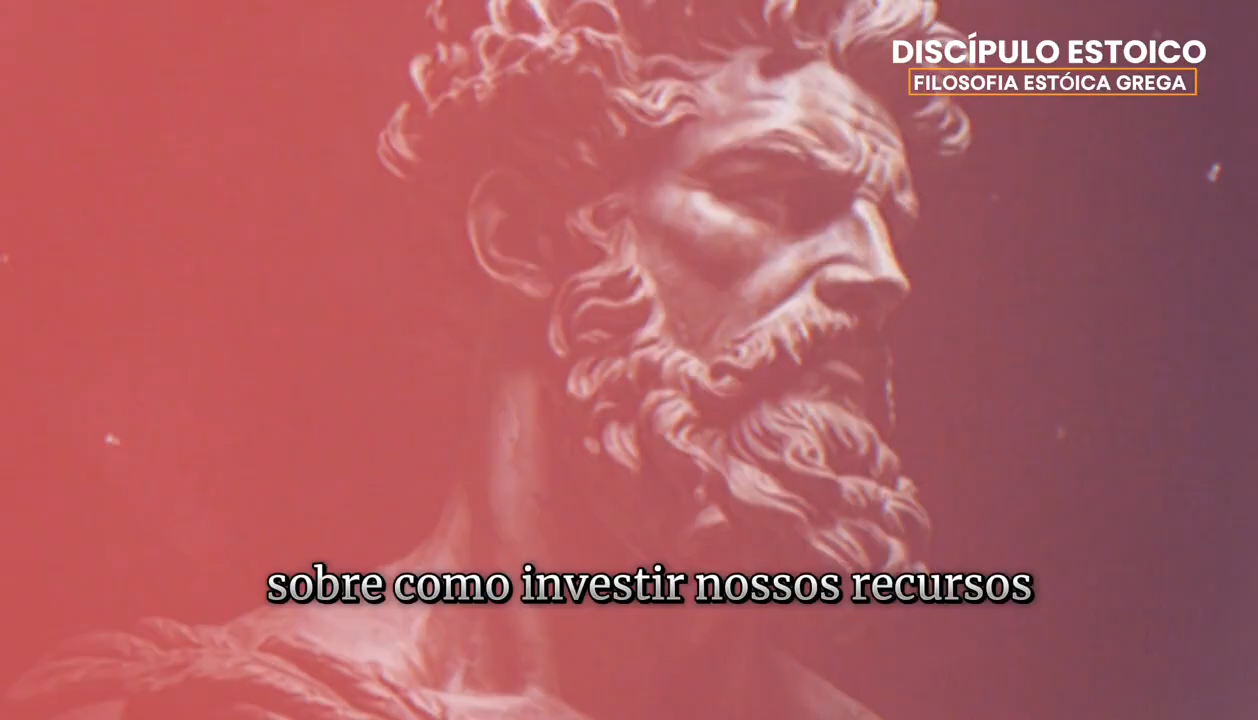 DISCÍPULO ESTOICO
FILOSOFIA ESTÓICA GREGA
sobre como investir nossos recursos